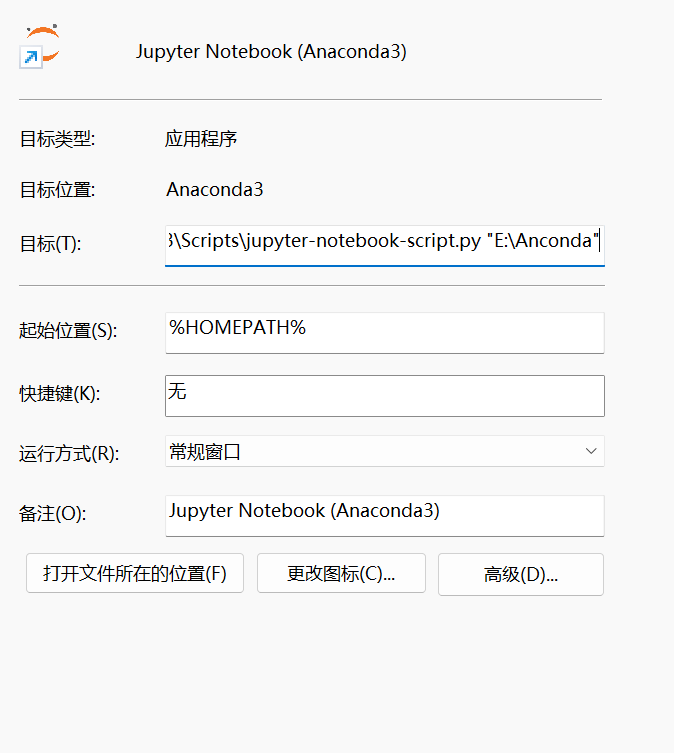 Jupyter Notebook (Anaconda3)
目标类型: 应用程序
目标位置: Anaconda3
目标(T): \Scripts\jupyter-notebook-script.py "E:\Anconda"
起始位置(S): %HOMEPATH%
快捷键(K): 无
运行方式(R): 常规窗口
备注(O): Jupyter Notebook (Anaconda3)
打开文件所在的位置(F) 更改图标(C)... 高级(D)...